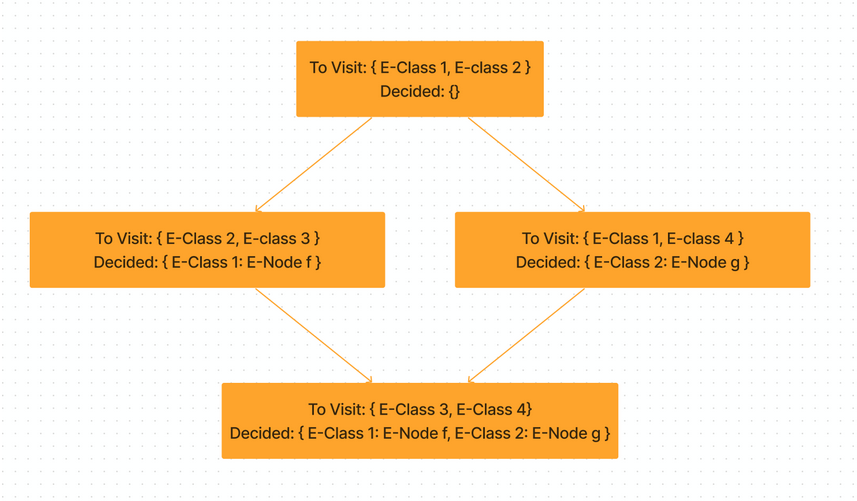 To Visit: { E-Class 1, E-class 2 }
Decided: {}
To Visit: { E-Class 2, E-class 3 }
Decided: { E-Class 1: E-Node f }
To Visit: { E-Class 1, E-class 4 }
Decided: { E-Class 2: E-Node g }
To Visit: { E-Class 3, E-Class 4}
Decided: { E-Class 1: E-Node f, E-Class 2: E-Node g }